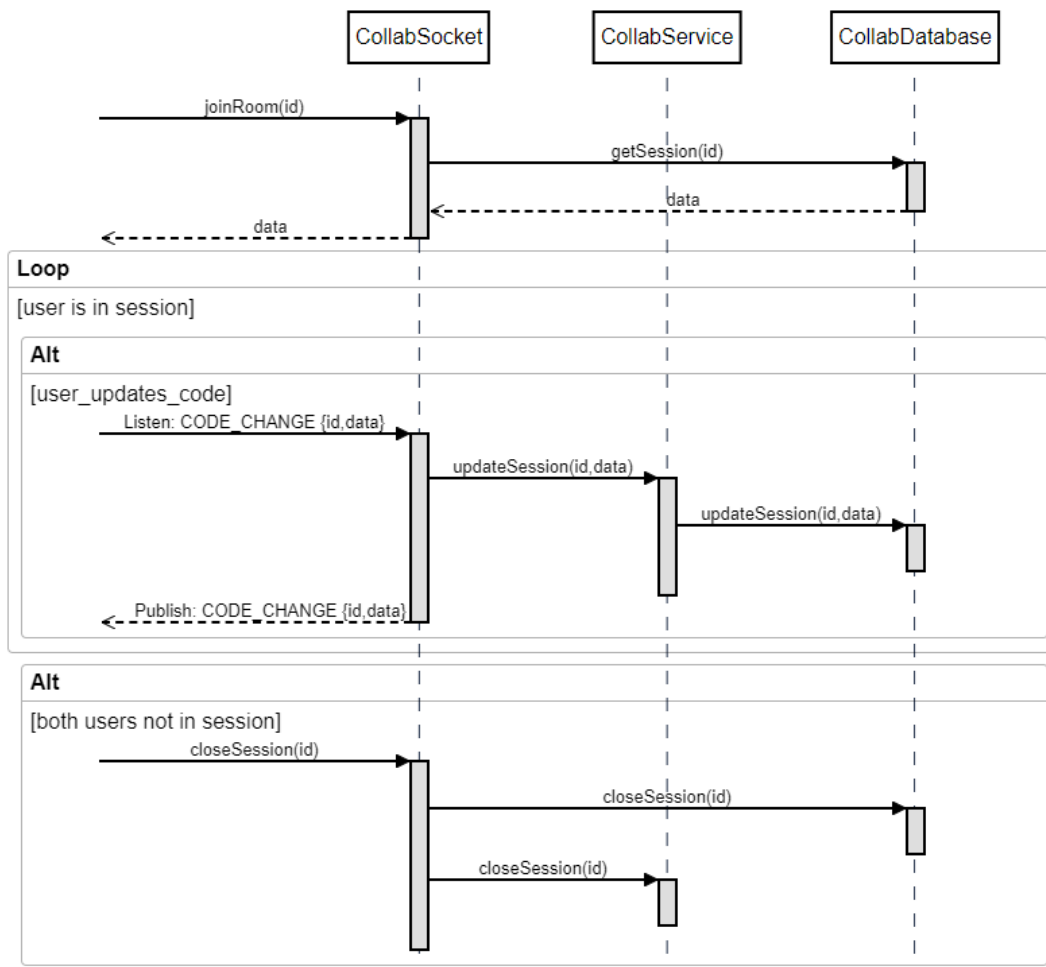 CollabSocket
CollabService
CollabDatabase
joinRoom(id)
getSession(id)
data
data
Loop
[user is in session]
Alt
[user_updates_code]
Listen: CODE_CHANGE {id,data}
updateSession(id,data)
updateSession(id,data)
Publish: CODE_CHANGE {id,data}
Alt
[both users not in session]
closeSession(id)
closeSession(id)
closeSession(id)